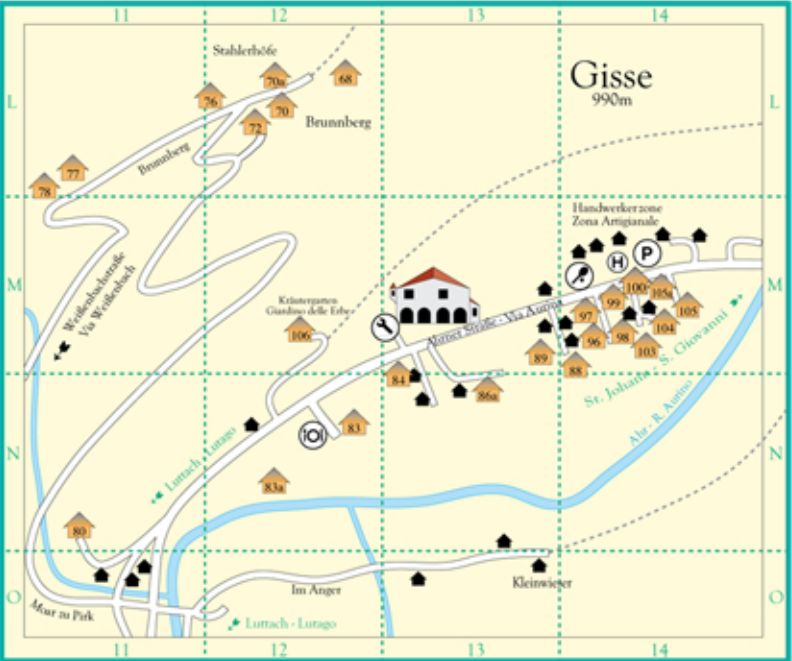 11 12 13 14
Stahlerhöfe
Gisse
990m
70a
68
76
70
72
Brunnberg
L
L
Brunnberg
77
78
Handwerkerzone
Zona Artigianale
H
P
Weißenbachstraße
Via Weißenbach
M
M
100
105a
99
105
Kräutergarten
Giardino delle Erbe
106
97
104
Ahrner Straße - Via Aurina
96
98
103
89
88
St. Johann - S. Giovanni
84
86a
Ahr - R. Aurino
83
Luttach - Lutago
N
N
83a
80
Im Anger
Kleinwieser
O
O
Moar zu Pirk
Luttach - Lutago
11 12 13 14